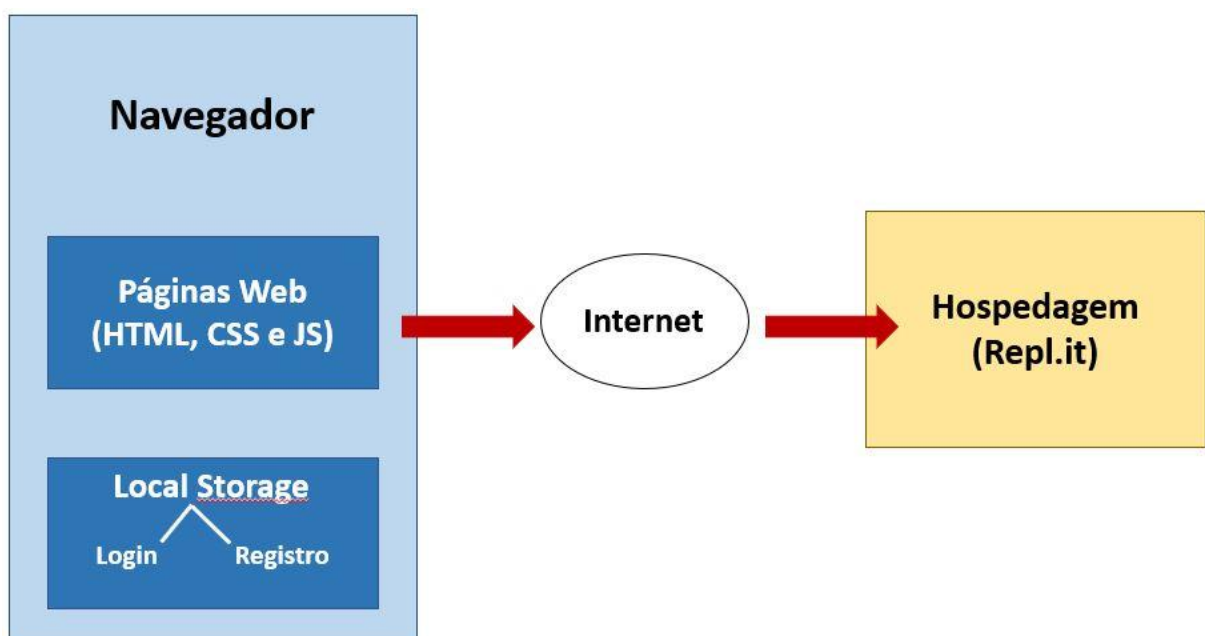 Navegador
Páginas Web
(HTML, CSS e JS)
Internet
Hospedagem
(Repl.it)
Local Storage
Login
Registro